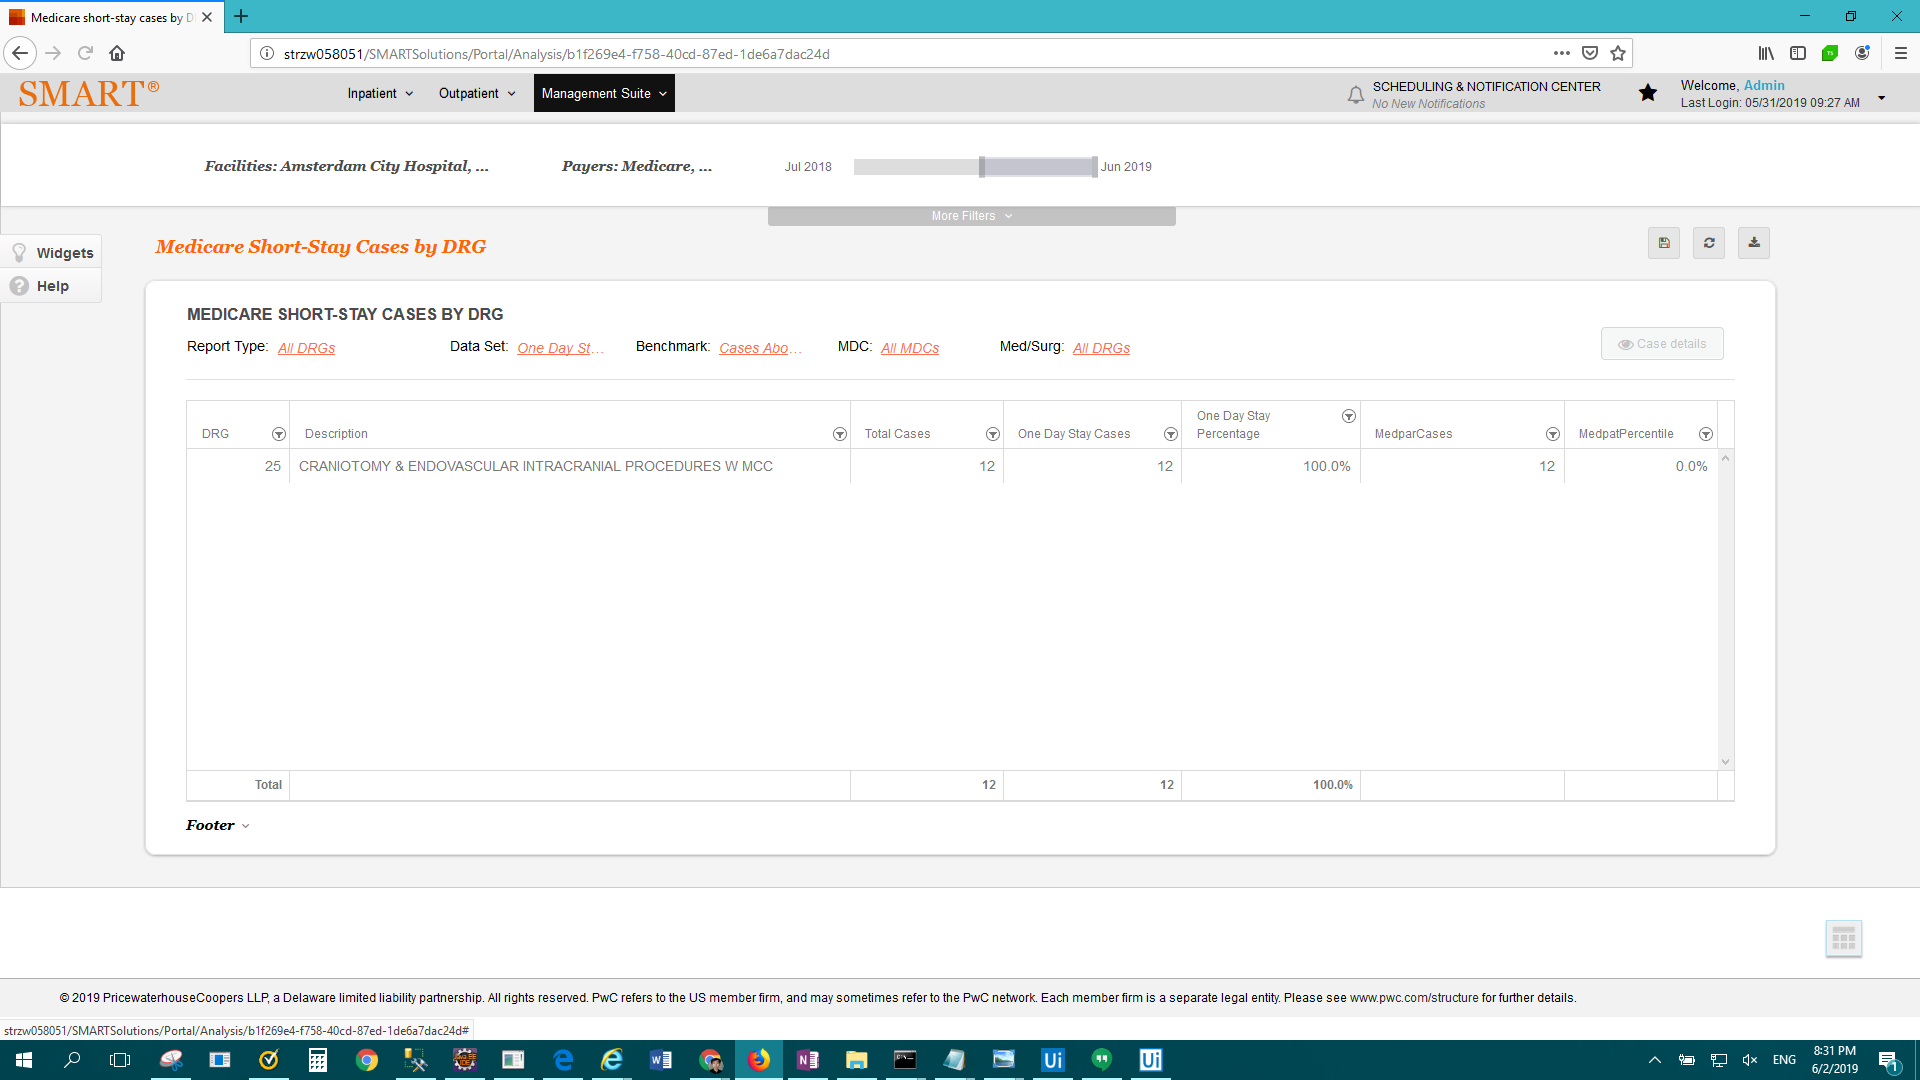 Medicare short-stay cases by D
strzw058051/SMARTSolutions/Portal/Analysis/b1f269e4-f758-40cd-87ed-1de6a7dac24d
SMART®
Inpatient
Outpatient
Management Suite
SCHEDULING & NOTIFICATION CENTER
No New Notifications
Welcome, Admin
Last Login: 05/31/2019 09:27 AM
Facilities: Amsterdam City Hospital, ...
Payers: Medicare, ...
Jul 2018
Jun 2019
More Filters
Widgets
Help
Medicare Short-Stay Cases by DRG
MEDICARE SHORT-STAY CASES BY DRG
Report Type: All DRGs
Data Set: One Day St...
Benchmark: Cases Abo...
MDC: All MDCs
Med/Surg: All DRGs
Case details
DRG
Description
Total Cases
One Day Stay Cases
One Day Stay
Percentage
MedparCases
MedpatPercentile
25 CRANIOTOMY & ENDOVASCULAR INTRACRANIAL PROCEDURES W MCC 12 12 100.0% 12 0.0%
Total 12 12 100.0%
Footer
© 2019 PricewaterhouseCoopers LLP, a Delaware limited liability partnership. All rights reserved. PwC refers to the US member firm, and may sometimes refer to the PwC network. Each member firm is a separate legal entity. Please see www.pwc.com/structure for further details.
strzw058051/SMARTSolutions/Portal/Analysis/b1f269e4-f758-40cd-87ed-1de6a7dac24d#
ENG
8:31 PM
6/2/2019
1